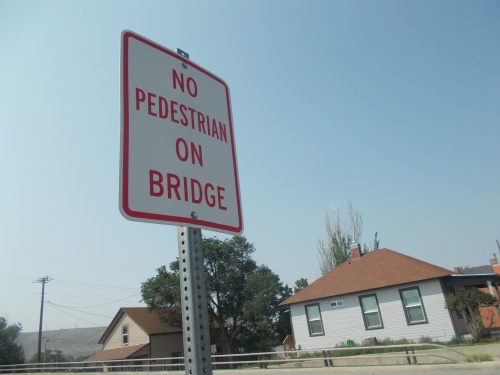 NO
PEDESTRIAN
ON
BRIDGE